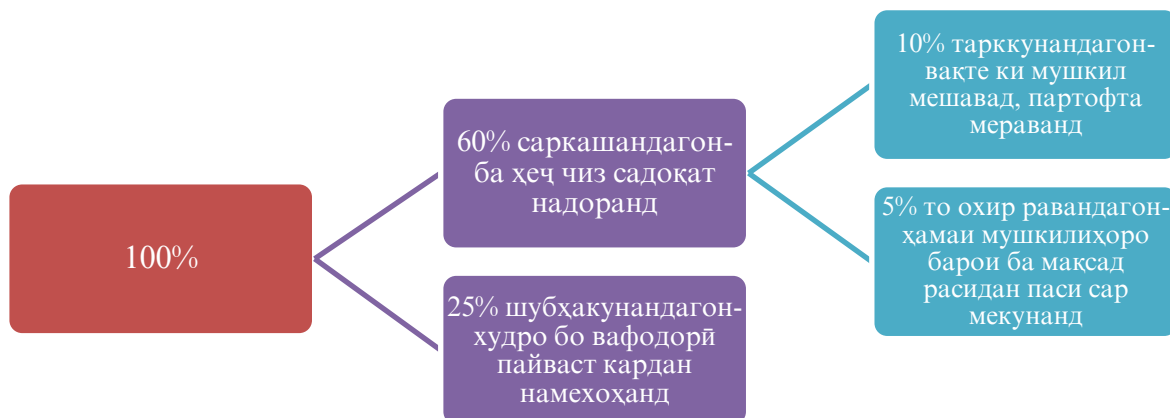 100%
60% саркашандагон-
ба ҳеҷ чиз садоқат
надоранд
25% шубҳакунандагон-
худро бо вафодорӣ
пайваст кардан
намехоҳанд
10% тарккунандагон-
вақте ки мушкил
мешавад, партофта
мераванд
5% то охир равандагон-
ҳамаи мушкилиҳоро
барои ба мақсад
расидан паси сар
мекунанд